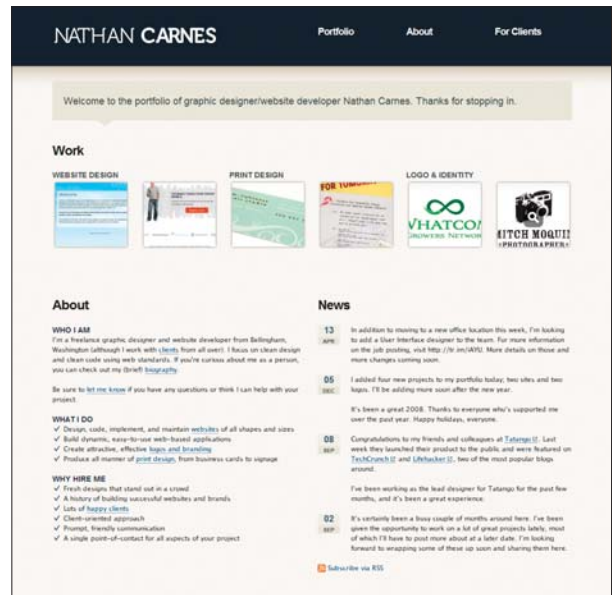 NATHAN CARNES
Portfolio About For Clients
Welcome to the portfolio of graphic designer/website developer Nathan Carnes. Thanks for stopping in.
Work
WEBSITE DESIGN PRINT DESIGN LOGO & IDENTITY
FOR TOMORR
WHATCOM
GROWERS NETWOR
MITCH MOQUI
PHOTOGRAPHER
About
WHO I AM
I'm a freelance graphic designer and website developer from Bellingham,
Washington (although I work with clients from all over). I focus on clean design
and clean code using web standards. If you're curious about me as a person,
you can check out my (brief) biography.
Be sure to let me know if you have any questions or think I can help with your
project.
WHAT I DO
✓ Design, code, implement, and maintain websites of all shapes and sizes
✓ Build dynamic, easy-to-use web-based applications
✓ Create attractive, effective logos and branding
✓ Produce all manner of print design, from business cards to signage
WHY HIRE ME
✓ Fresh designs that stand out in a crowd
✓ A history of building successful websites and brands
✓ Lots of happy clients
✓ Client-oriented approach
✓ Prompt, friendly communication
✓ A single point-of-contact for all aspects of your project
News
13
APR
In addition to moving to a new office location this week, I'm looking
to add a User Interface designer to the team. For more information
on the job posting, visit More details on those and
more changes coming soon.
05
DEC
I added four new projects to my portfolio today; two sites and two
logos. I'll be adding more soon after the new year.
It's been a great 2008. Thanks to everyone who's supported me
over the past year. Happy holidays, everyone.
08
SEP
Congratulations to my friends and colleagues at Tatango. Last
week they launched their product to the public and were featured on
TechCrunch and Lifehacker, two of the most popular blogs
around.
I've been working as the lead designer for Tatango for the past few
months, and it's been a great experience.
02
SEP
It's certainly been a busy couple of months around here. I've been
given the opportunity to work on a lot of great projects lately, most
of which I'll have to post more about at a later date. I'm looking
forward to wrapping some of these up soon and sharing them here.
Subscribe via RSS